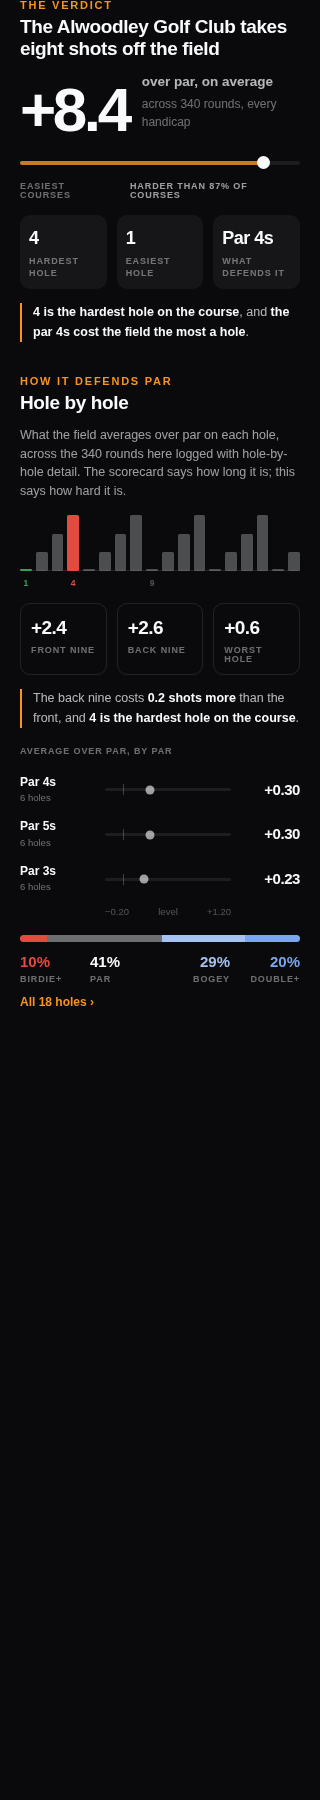 THE VERDICT
The Alwoodley Golf Club takes
eight shots off the field
+8.4
over par, on average
across 340 rounds, every
handicap
EASIEST
COURSES
HARDER THAN 87% OF
COURSES
4
HARDEST
HOLE
1
EASIEST
HOLE
Par 4s
WHAT
DEFENDS IT
4 is the hardest hole on the course, and the
par 4s cost the field the most a hole.
HOW IT DEFENDS PAR
Hole by hole
What the field averages over par on each hole,
across the 340 rounds here logged with hole-by-
hole detail. The scorecard says how long it is; this
says how hard it is.
1
4
9
+2.4
FRONT NINE
+2.6
BACK NINE
+0.6
WORST
HOLE
The back nine costs 0.2 shots more than the
front, and 4 is the hardest hole on the course.
AVERAGE OVER PAR, BY PAR
Par 4s
6 holes
+0.30
Par 5s
6 holes
+0.30
Par 3s
6 holes
+0.23
−0.20 level +1.20
10% 41% 29% 20%
BIRDIE+ PAR BOGEY DOUBLE+
All 18 holes ›